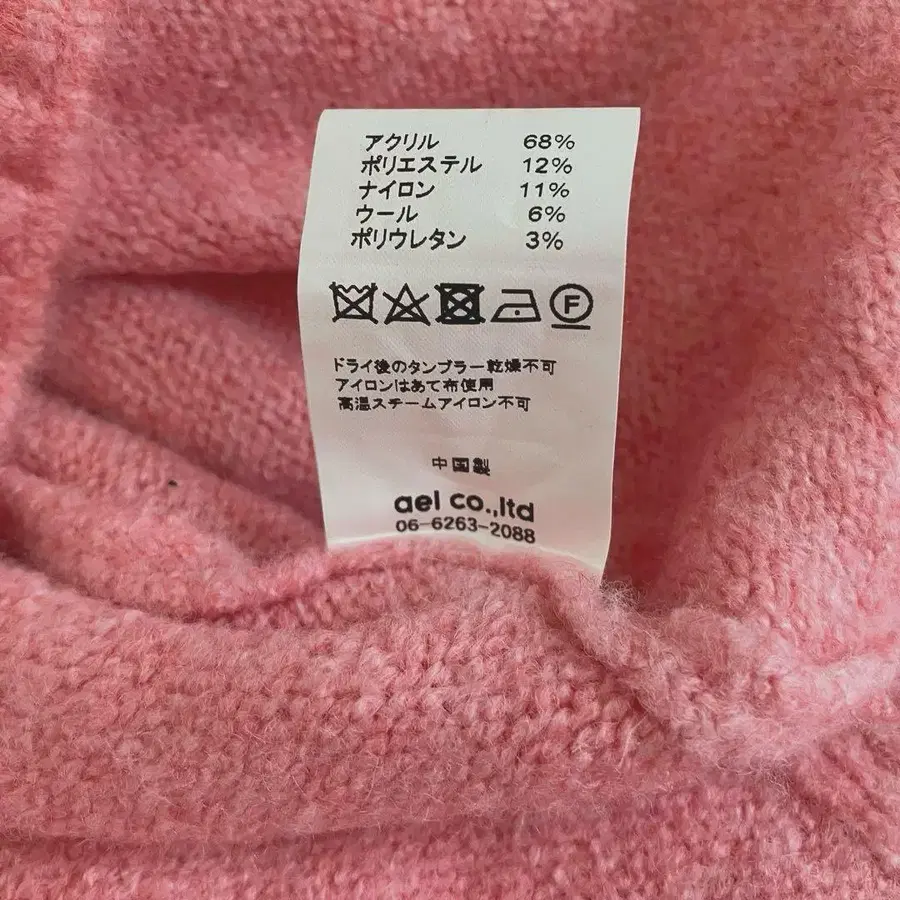 アクリル 68%
ポリエステル 12%
ナイロン 11%
ウール 6%
ポリウレタン 3%
F
ドライ後のタンブラー乾燥不可
アイロンはあて布使用
高温スチームアイロン不可
中国製
ael co.,ltd
06-6263-2088